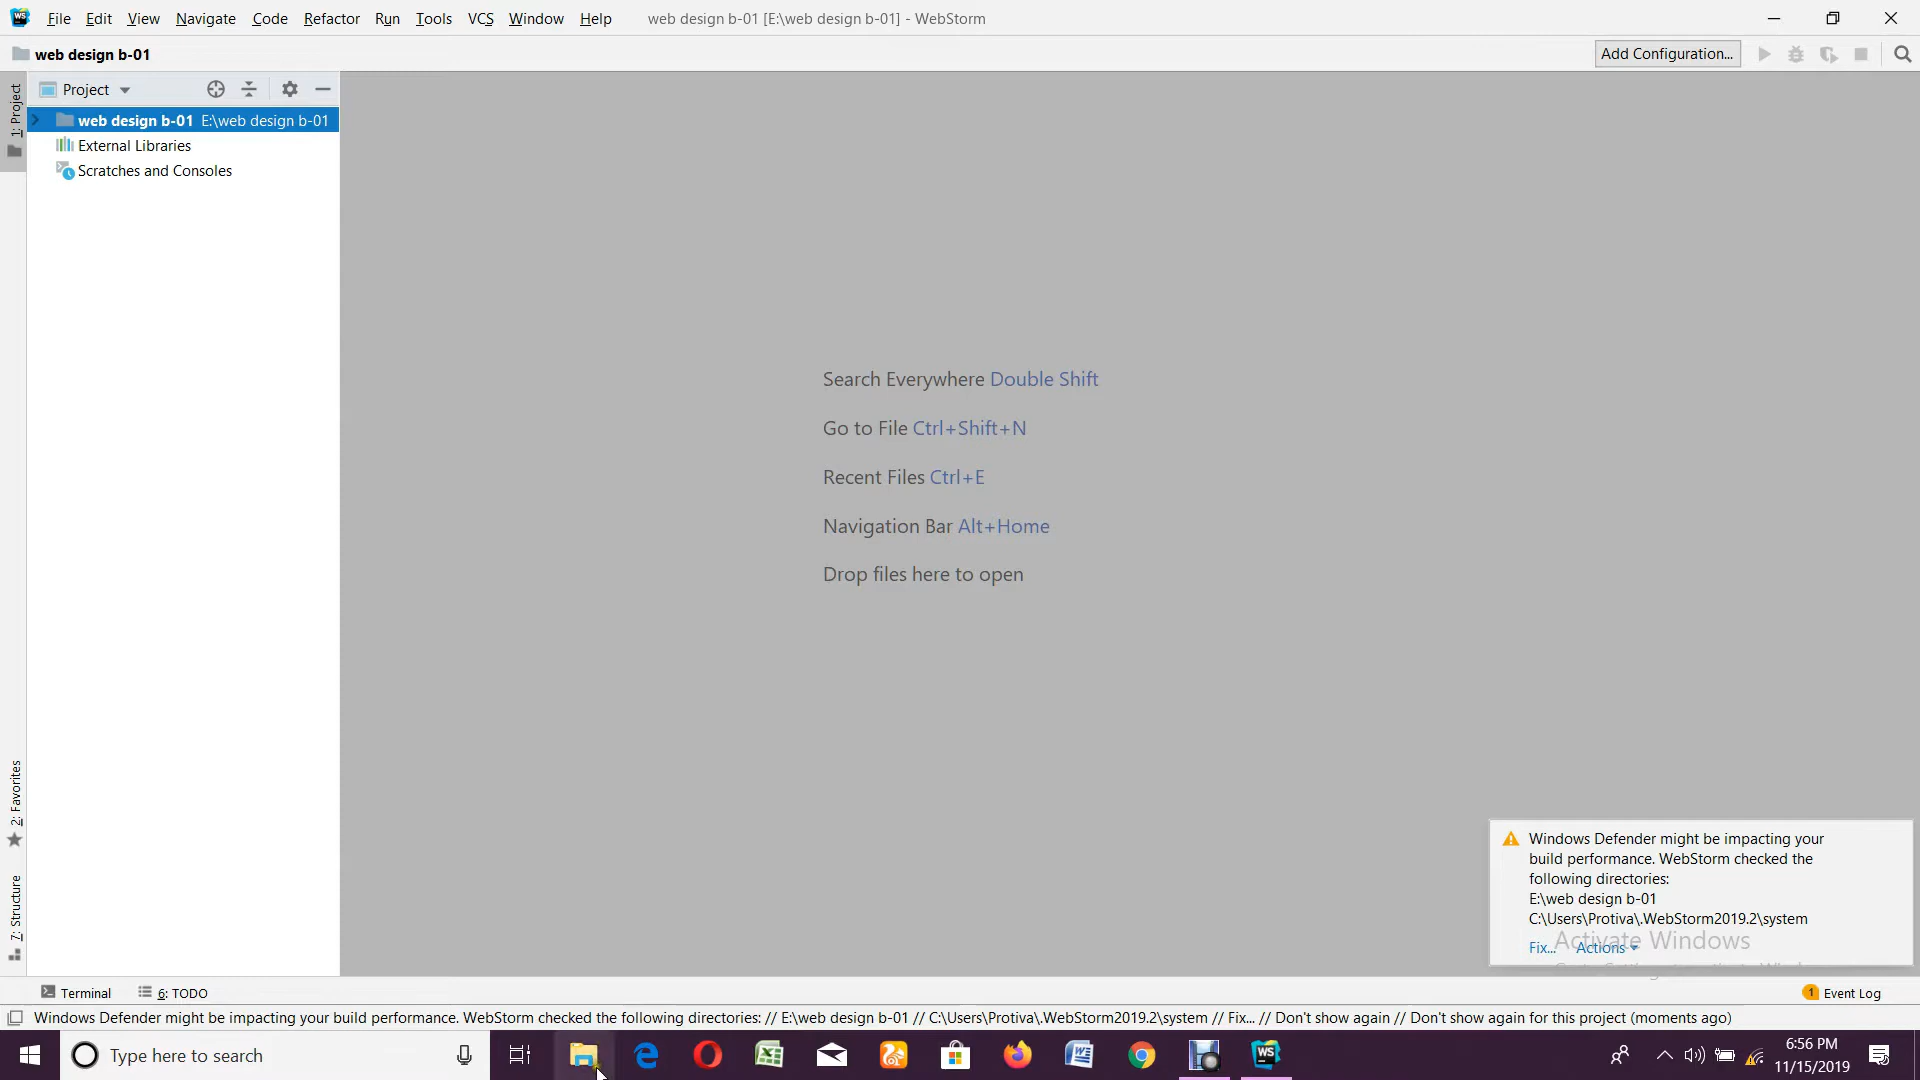 File Edit View Navigate Code Refactor Run Tools VCS Window Help web design b-01 [E:\web design b-01] - WebStorm
web design b-01
Add Configuration...
Project
web design b-01 E:\web design b-01
External Libraries
Scratches and Consoles
1: Project
2: Favorites
7: Structure
Search Everywhere Double Shift
Go to File Ctrl+Shift+N
Recent Files Ctrl+E
Navigation Bar Alt+Home
Drop files here to open
Windows Defender might be impacting your
build performance. WebStorm checked the
following directories:
E:\web design b-01
C:\Users\Protiva\.WebStorm2019.2\system
Fix... Actions
Activate Windows
Terminal 6: TODO
1 Event Log
Windows Defender might be impacting your build performance. WebStorm checked the following directories: // E:\web design b-01 // C:\Users\Protiva\.WebStorm2019.2\system // Fix... // Don't show again // Don't show again for this project (moments ago)
Type here to search
6:56 PM
11/15/2019